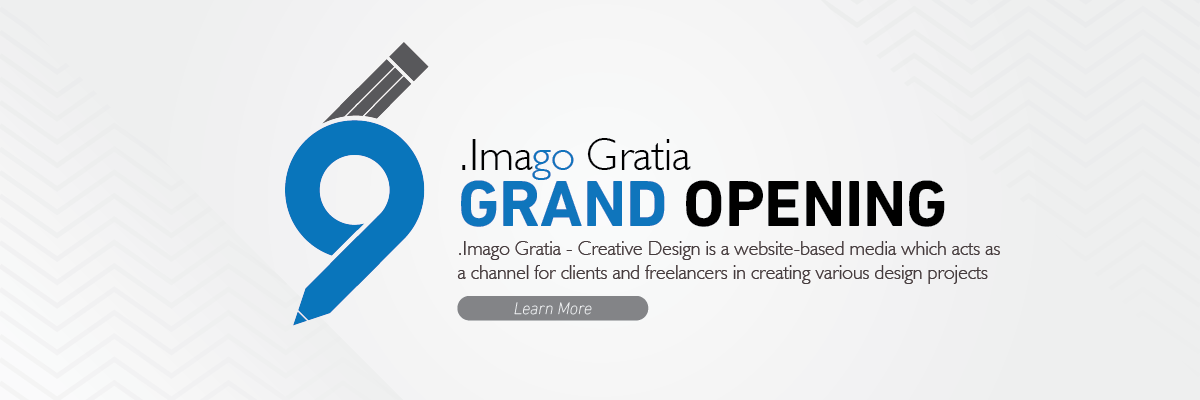 .Imago Gratia
GRAND OPENING
.Imago Gratia - Creative Design is a website-based media which acts as
a channel for clients and freelancers in creating various design projects
Learn More